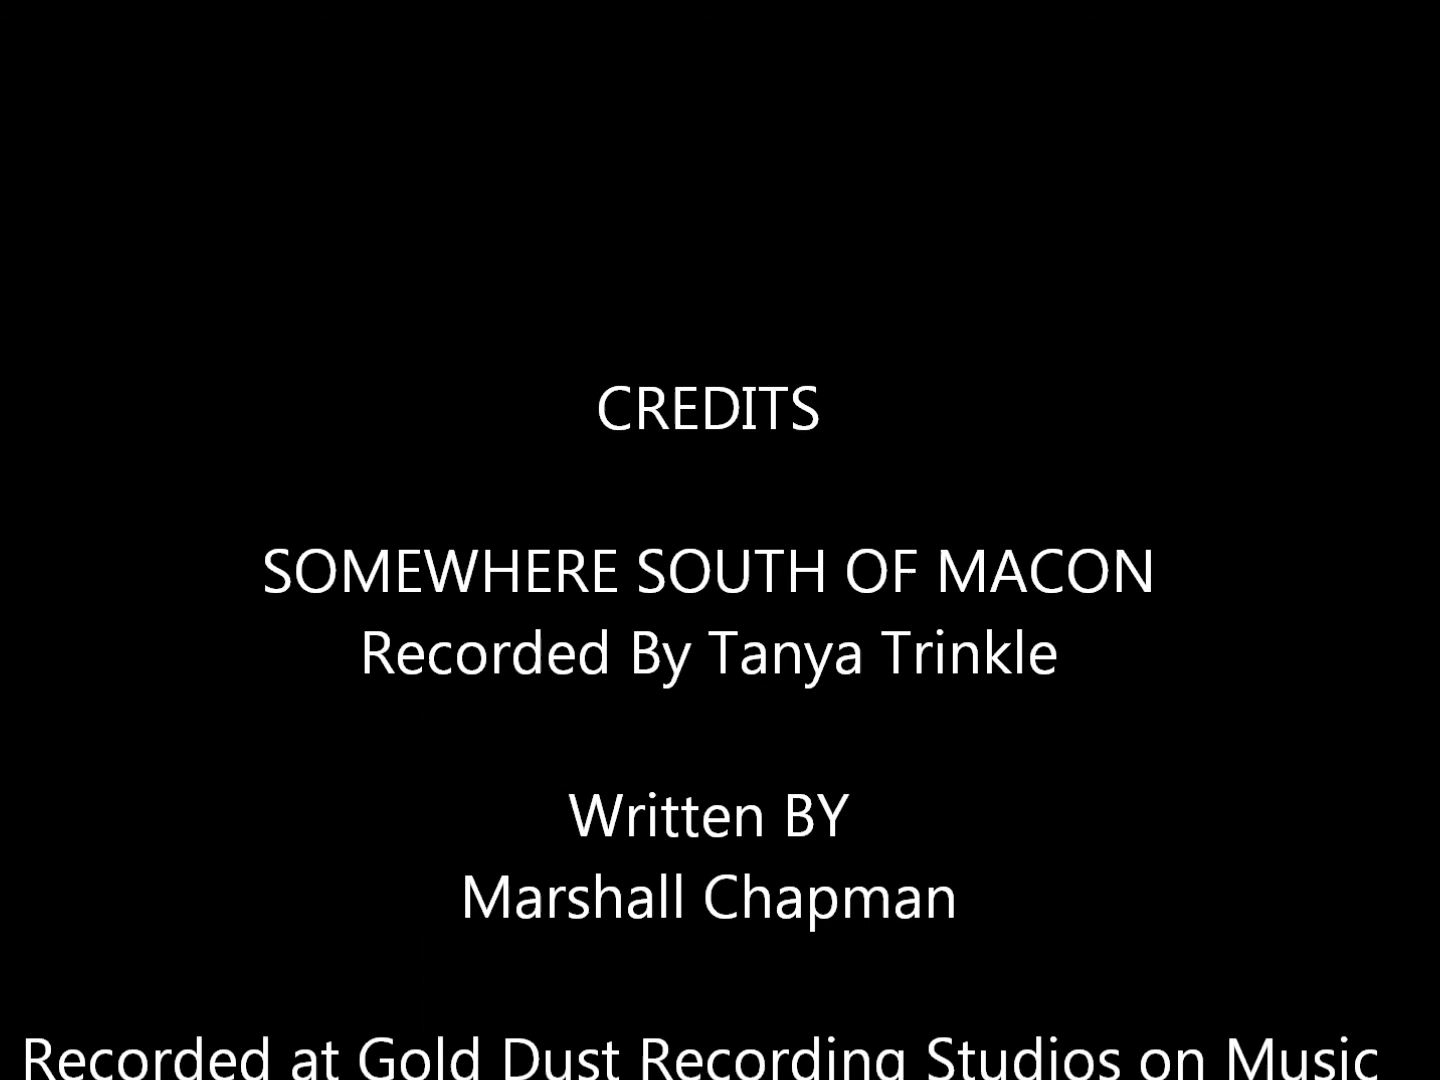 CREDITS
SOMEWHERE SOUTH OF MACON
Recorded By Tanya Trinkle
Written BY
Marshall Chapman
Recorded at Gold Dust Recording Studios on Music